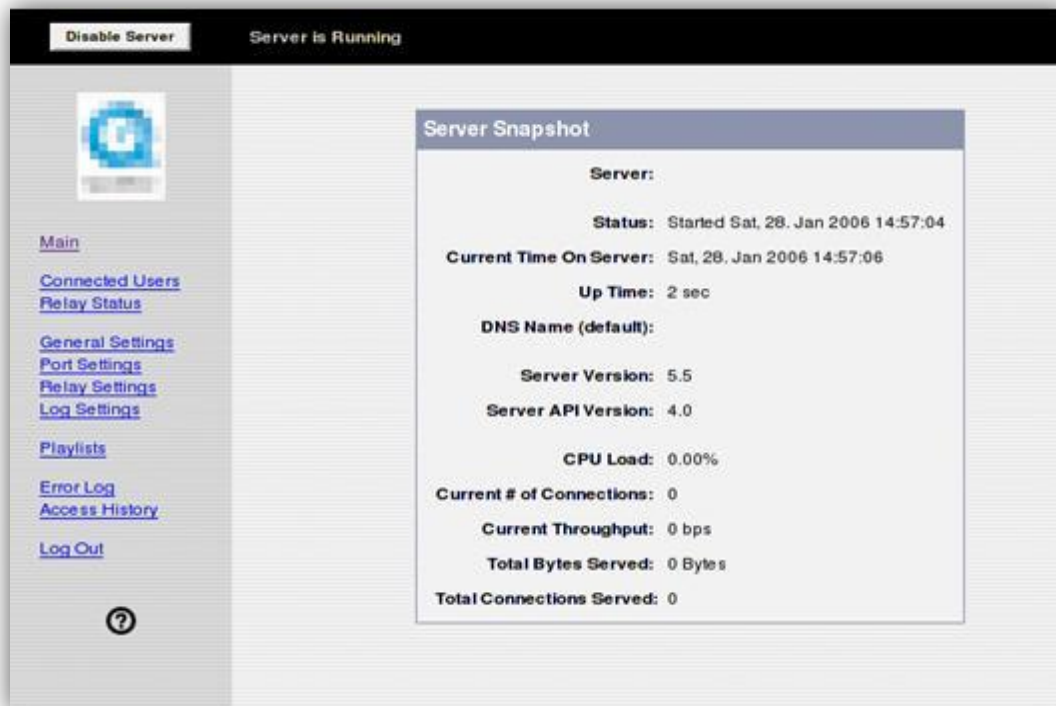 Disable Server
Server is Running
Main
Connected Users
Relay Status
General Settings
Port Settings
Relay Settings
Log Settings
Playlists
Error Log
Access History
Log Out
?
Server Snapshot
Server:
Status: Started Sat, 28. Jan 2006 14:57:04
Current Time On Server: Sat, 28. Jan 2006 14:57:06
Up Time: 2 sec
DNS Name (default):
Server Version: 5.5
Server API Version: 4.0
CPU Load: 0.00%
Current # of Connections: 0
Current Throughput: 0 bps
Total Bytes Served: 0 Bytes
Total Connections Served: 0